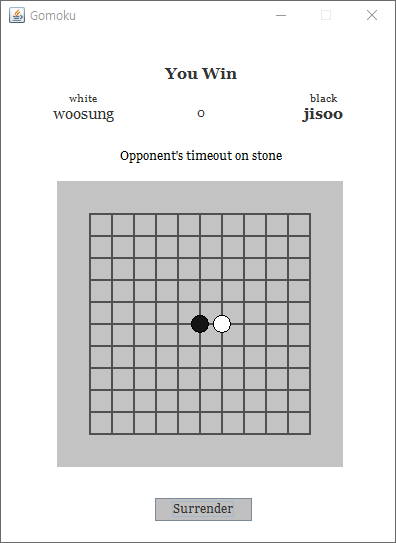 Gomoku
You Win
white
black
woosung
0
jisoo
Opponent's timeout on stone
Surrender